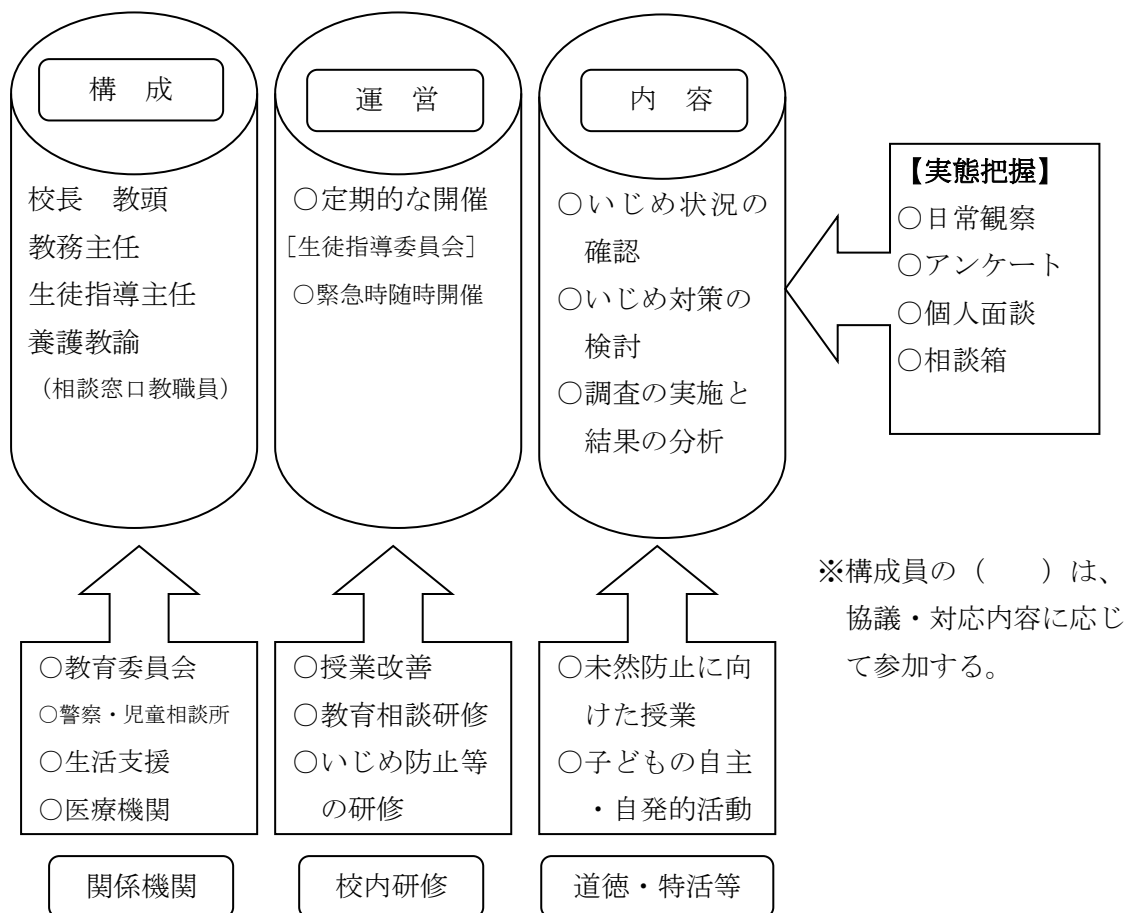 構　成
校長　教頭
教務主任
生徒指導主任
養護教諭
（相談窓口教職員）
運　営
○定期的な開催
［生徒指導委員会］
○緊急時随時開催
内　容
○いじめ状況の
確認
○いじめ対策の
検討
○調査の実施と
結果の分析
【実態把握】
○日常観察
○アンケート
○個人面談
○相談箱
※構成員の（　　）は、
協議・対応内容に応じ
て参加する。
○教育委員会
○警察・児童相談所
○生活支援
○医療機関
関係機関
○授業改善
○教育相談研修
○いじめ防止等
の研修
校内研修
○未然防止に向
けた授業
○子どもの自主
・自発的活動
道徳・特活等